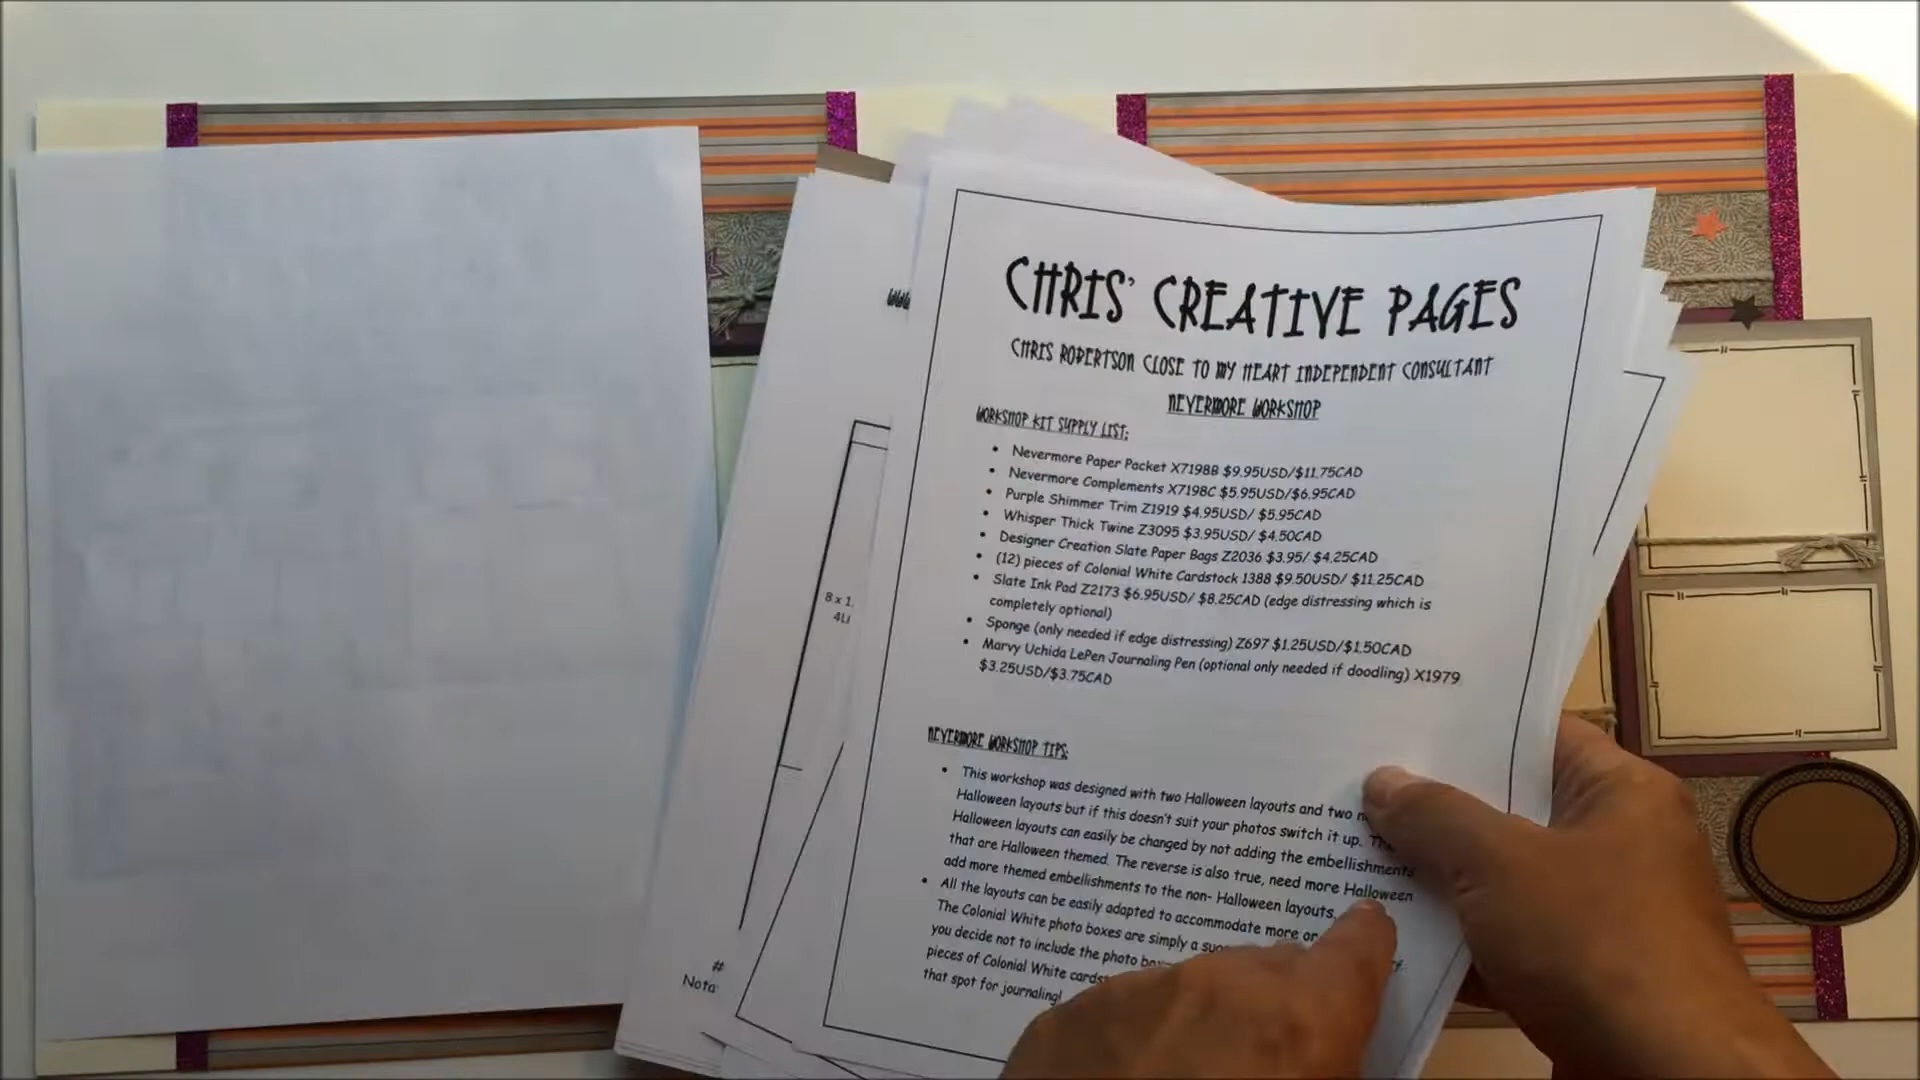 CHRIS' CREATIVE PAGES
CHRIS ROBERTSON CLOSE TO MY HEART INDEPENDENT CONSULTANT
NEVERMORE WORKSHOP
WORKSHOP KIT SUPPLY LIST:
• Nevermore Paper Packet X7198B $9.95USD/$11.75CAD
• Nevermore Complements X7198C $5.95USD/$6.95CAD
• Purple Shimmer Trim Z1919 $4.95USD/ $5.95CAD
• Whisper Thick Twine Z3095 $3.95USD/ $4.50CAD
• Designer Creation Slate Paper Bags Z2036 $3.95/ $4.25CAD
• (12) pieces of Colonial White Cardstock 1388 $9.50USD/ $11.25CAD
• Slate Ink Pad Z2173 $6.95USD/ $8.25CAD (edge distressing which is
completely optional)
• Sponge (only needed if edge distressing) Z697 $1.25USD/$1.50CAD
• Marvy Uchida LePen Journaling Pen (optional only needed if doodling) X1979
$3.25USD/$3.75CAD
NEVERMORE WORKSHOP TIPS:
• This workshop was designed with two Halloween layouts and two
Halloween layouts but if this doesn't suit your photos switch it up.
Halloween layouts can easily be changed by not adding the embellishments
that are Halloween themed. The reverse is also true, need more Halloween
add more themed embellishments to the non- Halloween layouts.
• All the layouts can be easily adapted to accommodate more or
The Colonial White photo boxes are simply a
you decide not to include the photo
pieces of Colonial White
that spot for journaling!
8 x 1
#